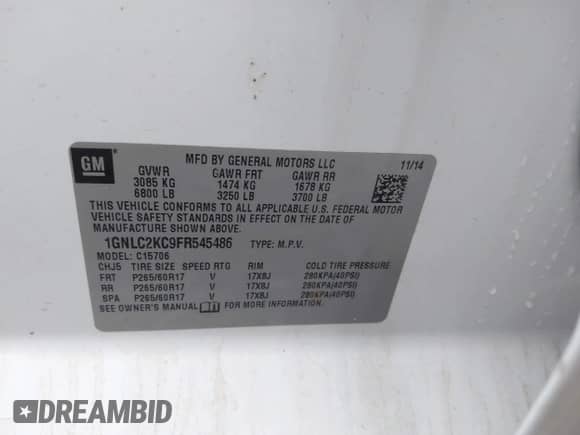 GM
MFD BY GENERAL MOTORS LLC 11/14
GVWR GAWR FRT GAWR RR
3085 KG 1474 KG 1678 KG
6800 LB 3250 LB 3700 LB
THIS VEHICLE CONFORMS TO ALL APPLICABLE U.S. FEDERAL MOTOR
VEHICLE SAFETY STANDARDS IN EFFECT ON THE DATE OF
MANUFACTURE SHOWN ABOVE.
1GNLC2KC9FR545486 TYPE: M.P.V.
MODEL: C15706
CHJ5 TIRE SIZE SPEED RTG RIM COLD TIRE PRESSURE
FRT P265/60R17 V 17X8J 280KPA(40PSI)
RR P265/60R17 V 17X8J 280KPA(40PSI)
SPA P265/60R17 V 17X8J 280KPA(40PSI)
SEE OWNER'S MANUAL FOR MORE INFORMATION.
DREAMBID